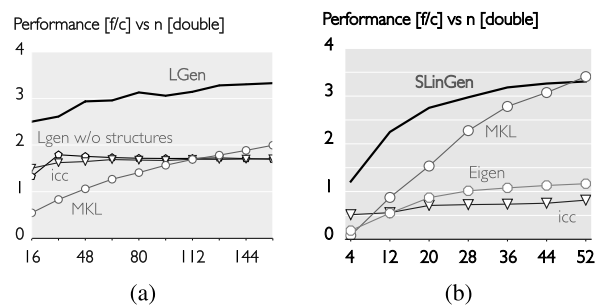 Performance [f/c] vs n [double]
4
3
2
1
0
LGen
Lgen w/o structures
icc
MKL
16 48 80 112 144
(a)
Performance [f/c] vs n [double]
4
3
2
1
0
SLinGen
MKL
Eigen
icc
4 12 20 28 36 44 52
(b)